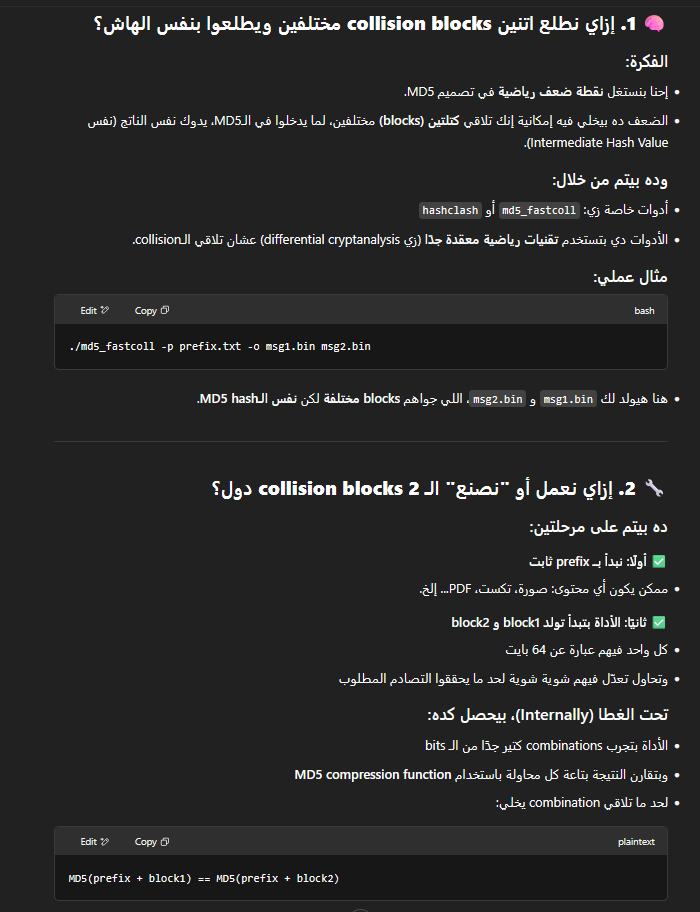 🧠 1. إزاي نطلع اتنين collision blocks مختلفين ويطلعوا بنفس الهاش؟
الفكرة:
• إحنا بنستغل نقطة ضعف رياضية في تصميم MD5.
• الضعف ده بيخلي فيه إمكانية إنك تلاقي كتلتين (blocks) مختلفين، لما يدخلوا في الـMD5، يدوك نفس الناتج (نفس
Intermediate Hash Value).
وده بيتم من خلال:
• أدوات خاصة زي: md5_fastcoll أو hashclash
• الأدوات دي بتستخدم تقنيات رياضية معقدة جدًا (زي differential cryptanalysis) عشان تلاقي الـcollision.
مثال عملي:
bash Copy Edit
./md5_fastcoll -p prefix.txt -o msg1.bin msg2.bin
• هنا هيولد لك msg1.bin و msg2.bin، اللي جواهم blocks مختلفة لكن نفس الـMD5 hash.
🔧 2. إزاي نعمل أو "نصنع" الـ 2 collision blocks دول؟
ده بيتم على مرحلتين:
✅ أولًا: نبدأ بـ prefix ثابت
• ممكن يكون أي محتوى: صورة، تكست، PDF... إلخ.
✅ ثانيًا: الأداة بتبدأ تولد block1 و block2
• كل واحد فيهم عبارة عن 64 بايت
• وتحاول تعدّل فيهم شوية شوية لحد ما يحققوا التصادم المطلوب
تحت الغطا (Internally)، بيحصل كده:
• الأداة بتجرب combinations كتير جدًا من الـ bits
• وبتقارن النتيجة بتاعة كل محاولة باستخدام MD5 compression function
• لحد ما تلاقي combination يخلي:
plaintext Copy Edit
MD5(prefix + block1) == MD5(prefix + block2)